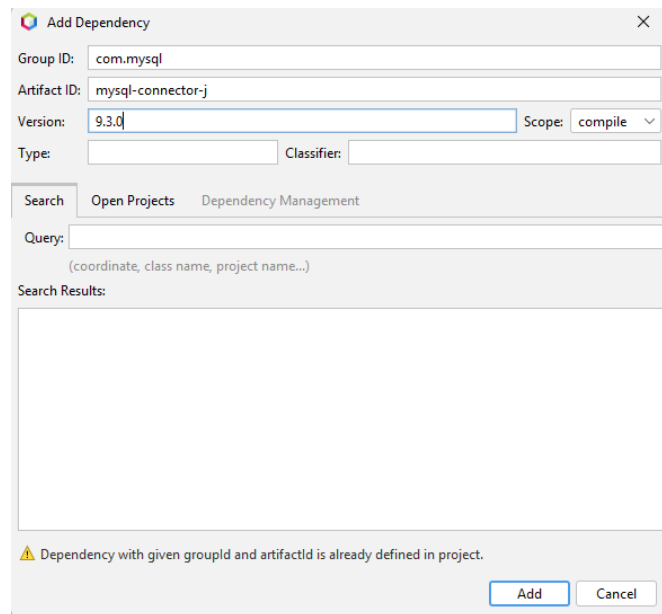 Add Dependency
Group ID: com.mysql
Artifact ID: mysql-connector-j
Version: 9.3.0 Scope: compile
Type: Classifier:
Search Open Projects Dependency Management
Query:
(coordinate, class name, project name...)
Search Results:
Dependency with given groupId and artifactId is already defined in project.
Add Cancel